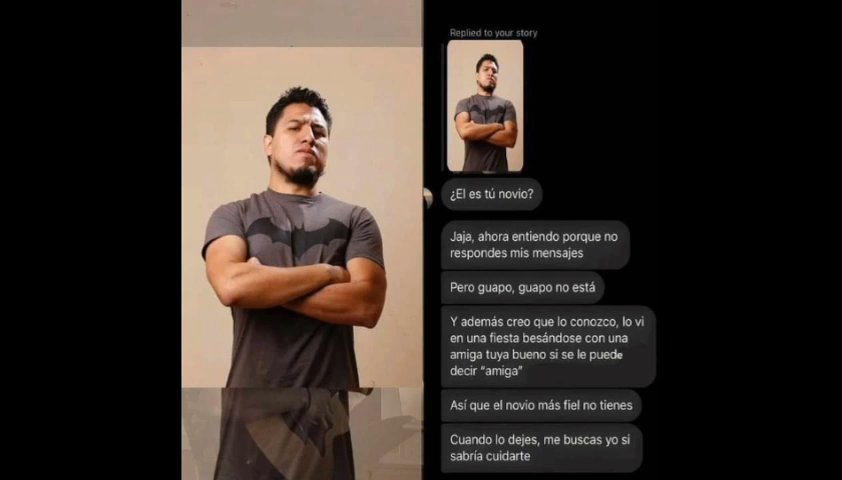 Replied to your story
¿El es tú novio?
Jaja, ahora entiendo porque no
respondes mis mensajes
Pero guapo, guapo no está
Y además creo que lo conozco, lo vi
en una fiesta besándose con una
amiga tuya bueno si se le puede
decir “amiga”
Así que el novio más fiel no tienes
Cuando lo dejes, me buscas yo si
sabría cuidarte